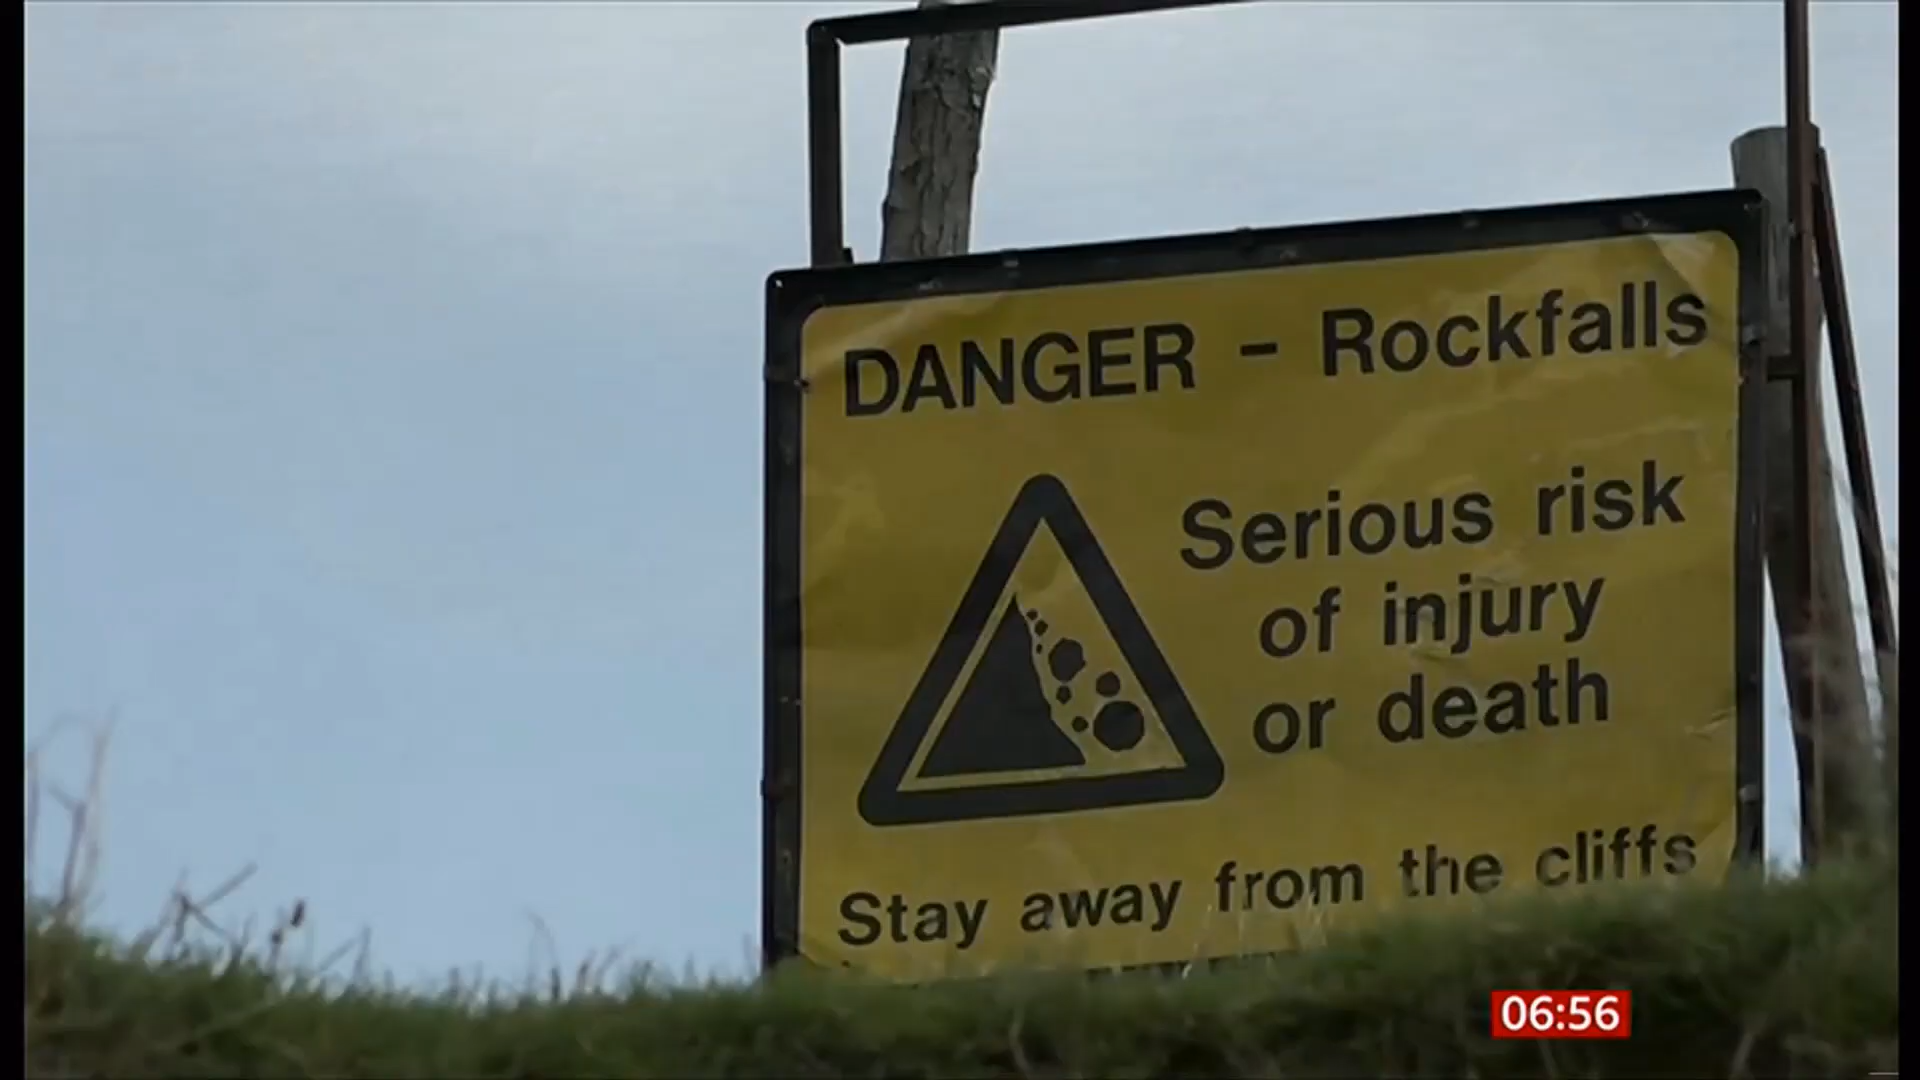 DANGER - Rockfalls
Serious risk
of injury
or death
Stay away from the cliffs
06:56